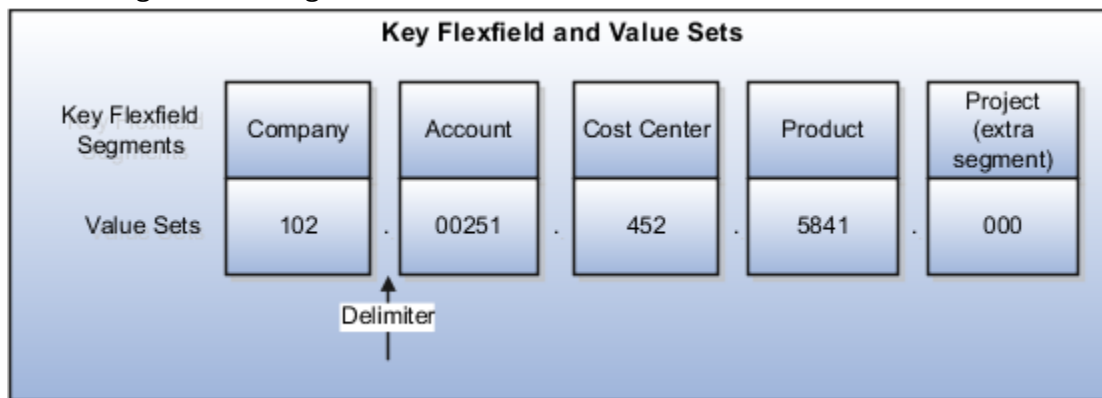 Key Flexfield and Value Sets
Key Flexfield
Segments
Company
Account
Cost Center
Product
Project
(extra
segment)
Value Sets
102 . 00251 . 452 . 5841 . 000
Delimiter